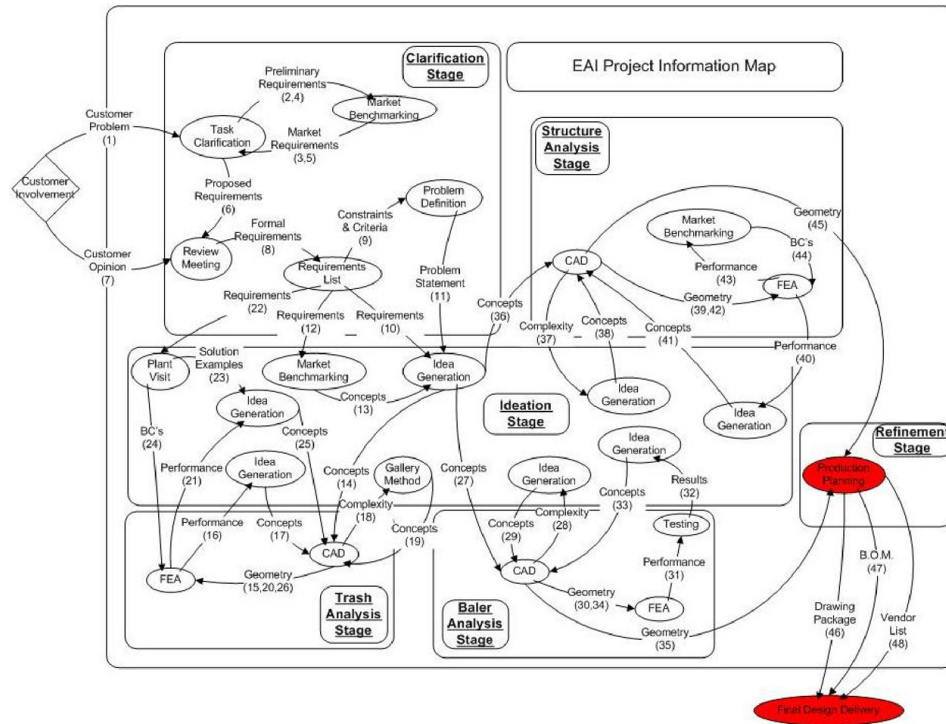 EAI Project Information Map
Clarification
Stage
Preliminary
Requirements
(2,4)
Market
Benchmarking
Customer
Problem
(1)
Task
Clarification
Market
Requirements
(3,5)
Customer
Involvement
Proposed
Requirements
(6)
Problem
Definition
Constraints
& Criteria
(9)
Formal
Requirements
(8)
Customer
Opinion
(7)
Review
Meeting
Requirements
List
Problem
Statement
(11)
Requirements
(22)
Requirements
(12)
Requirements
(10)
Concepts
(36)
Structure
Analysis
Stage
Geometry
(45)
Market
Benchmarking
BC's
(44)
CAD
Performance
(43)
FEA
Geometry
(39,42)
Complexity
(37)
Concepts
(38)
Concepts
(41)
Performance
(40)
Plant
Visit
Solution
Examples
(23)
Market
Benchmarking
Idea
Generation
Concepts
(13)
Ideation
Stage
Idea
Generation
Idea
Generation
Idea
Generation
BC's
(24)
Concepts
(25)
Performance
(21)
Idea
Generation
Concepts
(14)
Gallery
Method
Concepts
(27)
Idea
Generation
Idea
Generation
Results
(32)
Concepts
(33)
Performance
(16)
Concepts
(17)
Complexity
(18)
Concepts
(19)
Concepts
(29)
Complexity
(28)
Testing
Refinement
Stage
Production
Planning
CAD
FEA
Geometry
(15,20,26)
Trash
Analysis
Stage
CAD
Performance
(31)
Geometry
(30,34)
FEA
Baler
Analysis
Stage
Geometry
(35)
B.O.M.
(47)
Drawing
Package
(46)
Vendor
List
(48)
Final Design Delivery